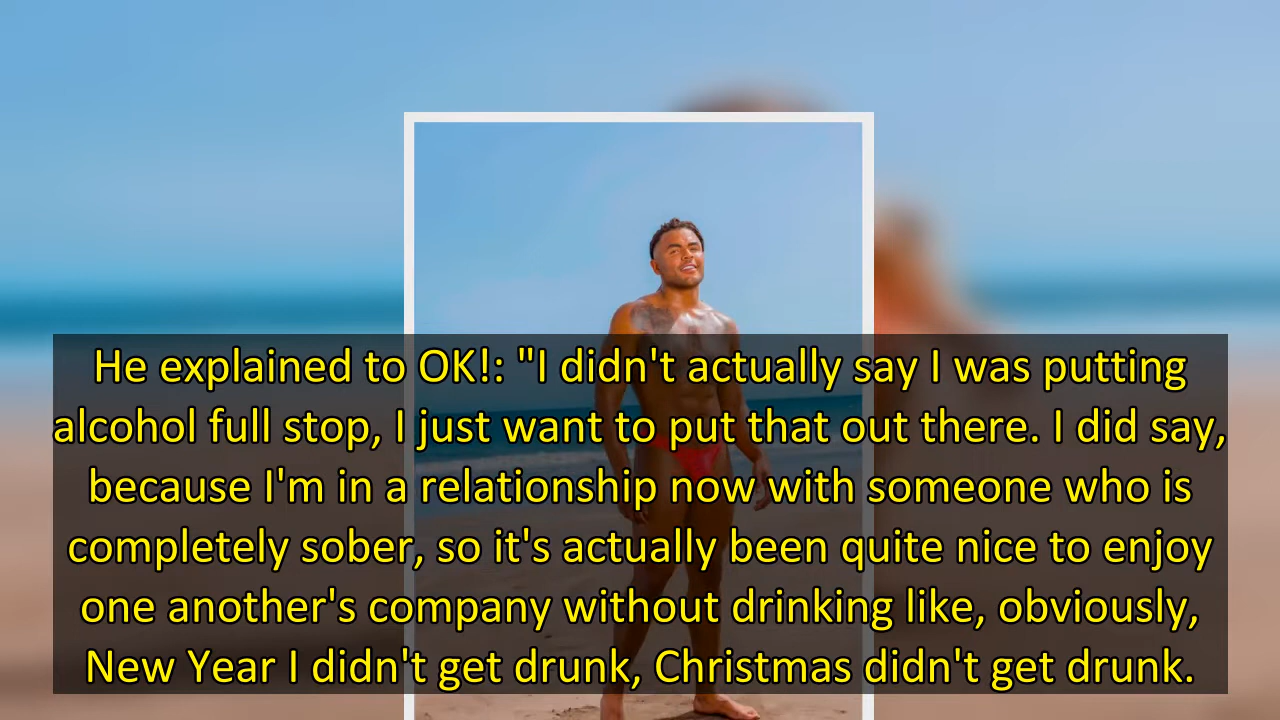 He explained to OK!: "I didn't actually say I was putting
alcohol full stop, I just want to put that out there. I did say,
because I'm in a relationship now with someone who is
completely sober, so it's actually been quite nice to enjoy
one another's company without drinking like, obviously,
New Year I didn't get drunk, Christmas didn't get drunk.